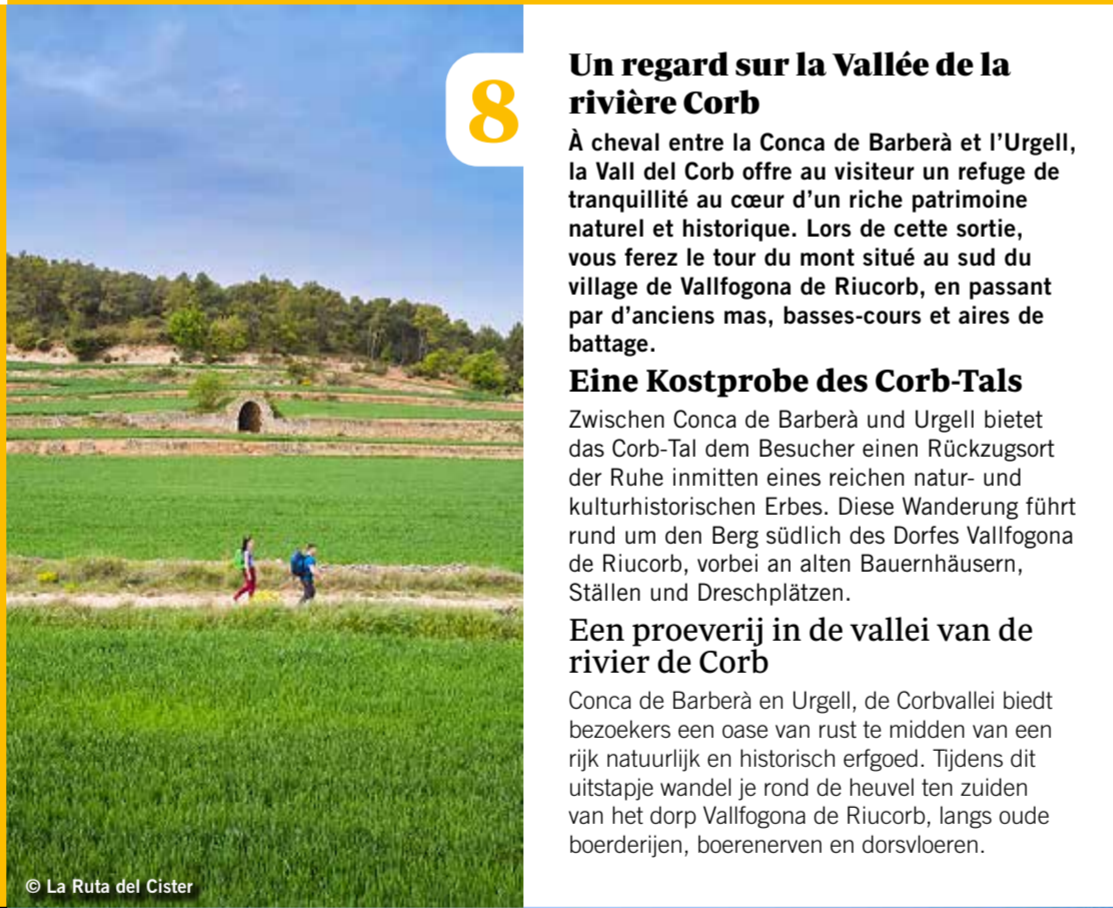 8
Un regard sur la Vallée de la
rivière Corb
À cheval entre la Conca de Barberà et l’Urgell,
la Vall del Corb offre au visiteur un refuge de
tranquillité au cœur d’un riche patrimoine
naturel et historique. Lors de cette sortie,
vous ferez le tour du mont situé au sud du
village de Vallfogona de Riucorb, en passant
par d’anciens mas, basses-cours et aires de
battage.
Eine Kostprobe des Corb-Tals
Zwischen Conca de Barberà und Urgell bietet
das Corb-Tal dem Besucher einen Rückzugsort
der Ruhe inmitten eines reichen natur- und
kulturhistorischen Erbes. Diese Wanderung führt
rund um den Berg südlich des Dorfes Vallfogona
de Riucorb, vorbei an alten Bauernhäusern,
Ställen und Dreschplätzen.
Een proeverij in de vallei van de
rivier de Corb
Conca de Barberà en Urgell, de Corbvallei biedt
bezoekers een oase van rust te midden van een
rijk natuurlijk en historisch erfgoed. Tijdens dit
uitstapje wandel je rond de heuvel ten zuiden
van het dorp Vallfogona de Riucorb, langs oude
boerderijen, boerenerven en dorsvloeren.
© La Ruta del Cister